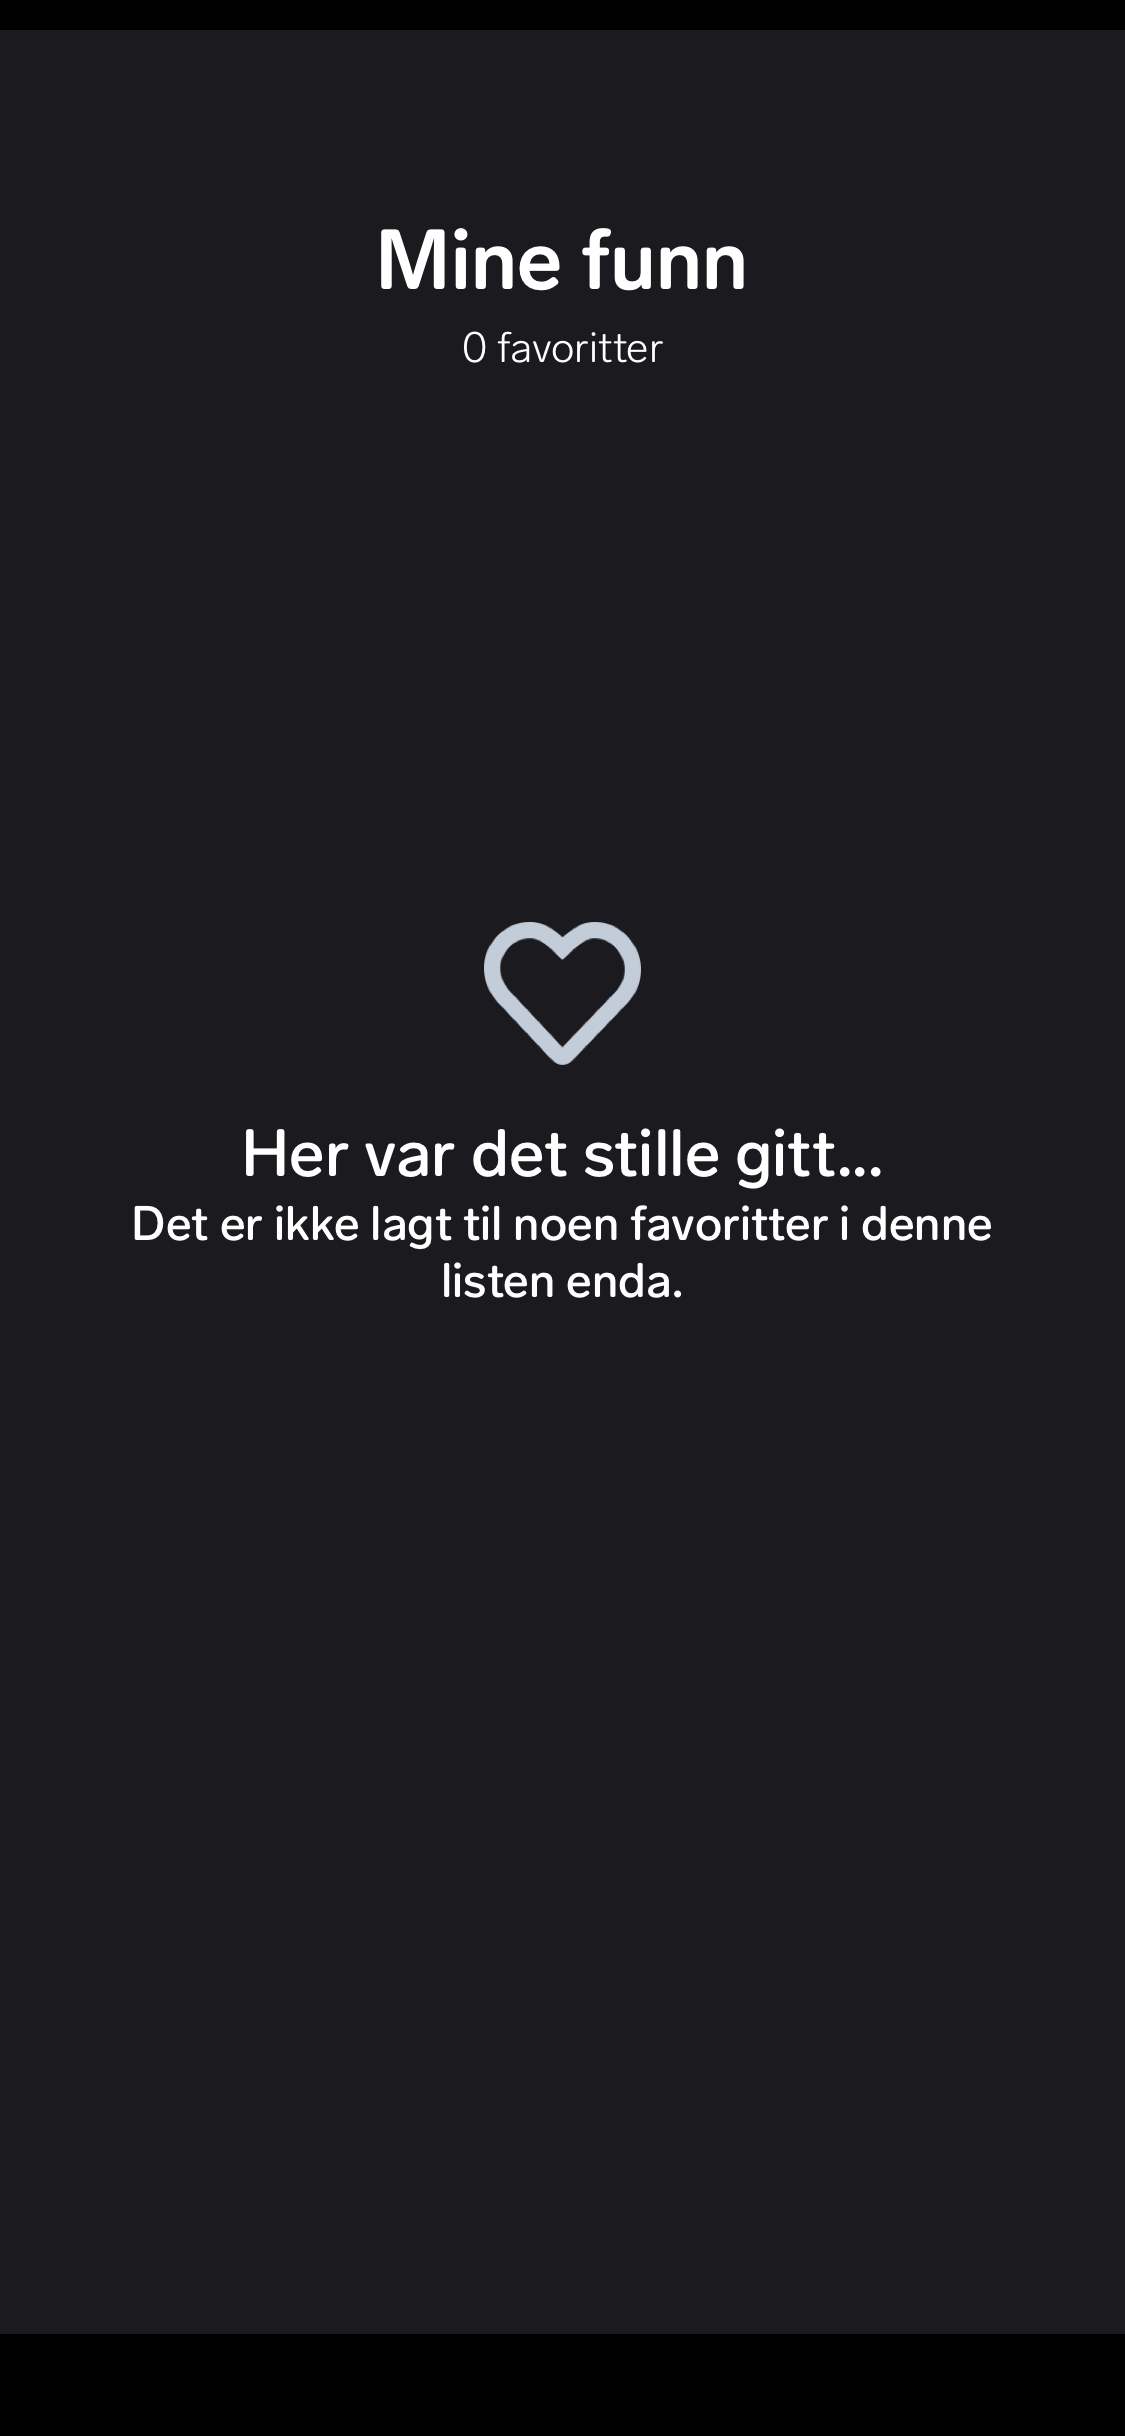 Mine funn
0 favoritter
Her var det stille gitt...
Det er ikke lagt til noen favoritter i denne
listen enda.